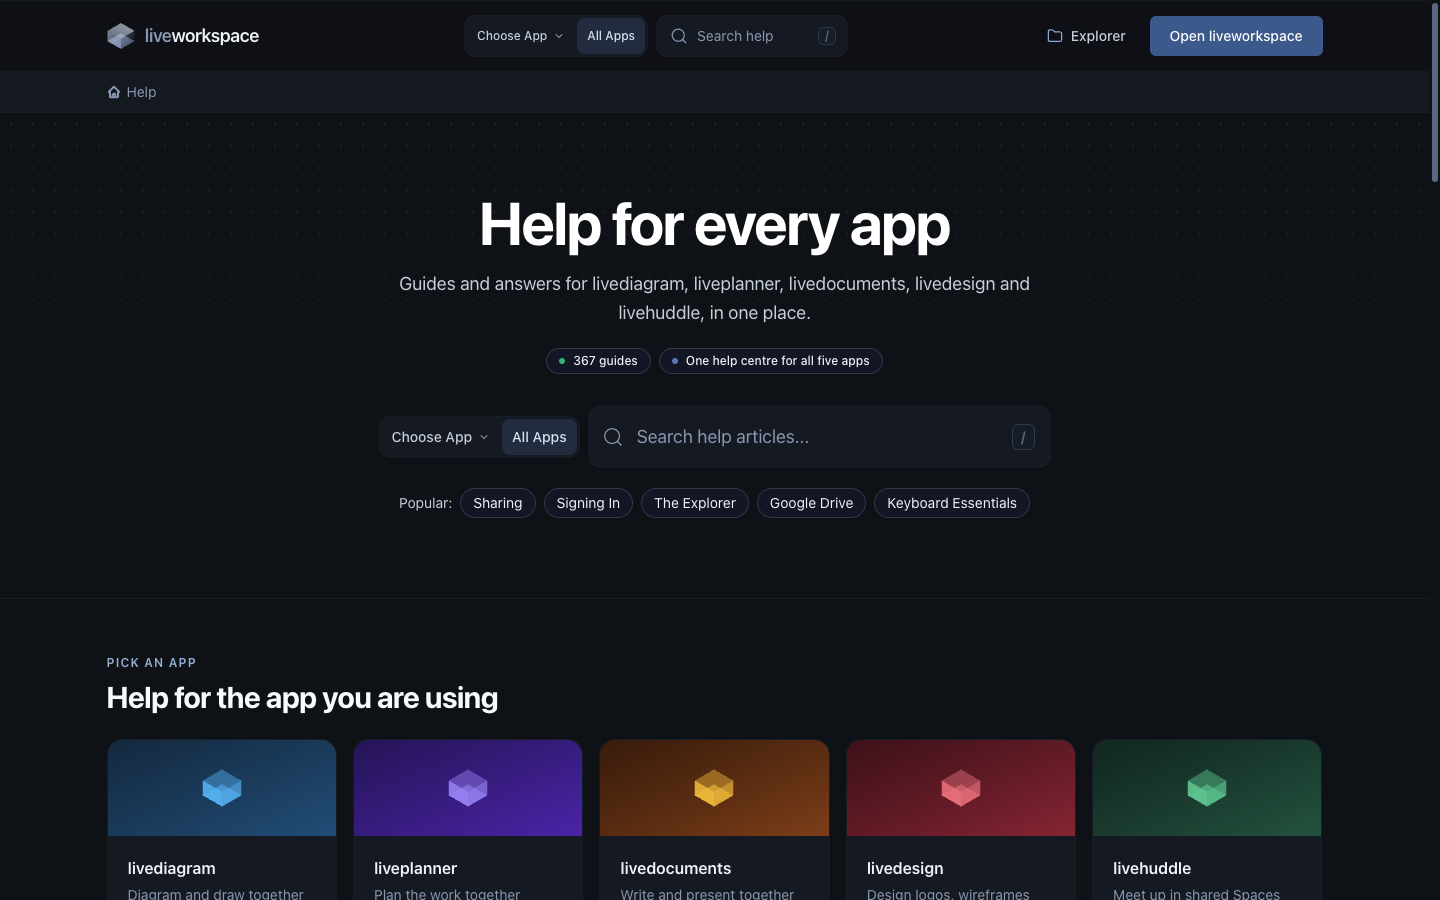 liveworkspace
Choose App
All Apps
Search help
/
Explorer
Open liveworkspace
Help
Help for every app
Guides and answers for livediagram, liveplanner, livedocuments, livedesign and
livehuddle, in one place.
367 guides
One help centre for all five apps
Choose App
All Apps
Search help articles...
/
Popular:
Sharing
Signing In
The Explorer
Google Drive
Keyboard Essentials
PICK AN APP
Help for the app you are using
livediagram
liveplanner
livedocuments
livedesign
livehuddle
Diagram and draw together
Plan the work together
Write and present together
Design logos, wireframes
Meet up in shared Spaces